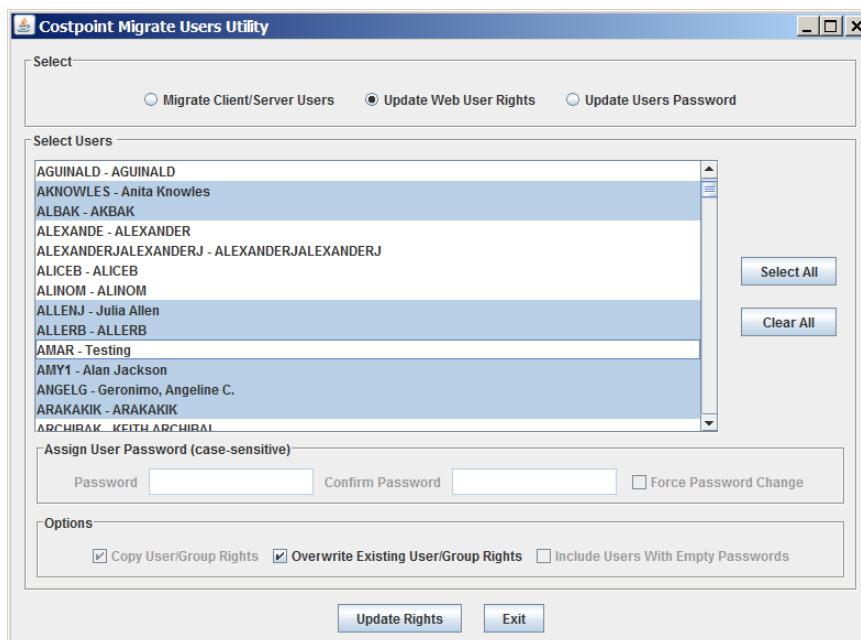 Costpoint Migrate Users Utility
Select
Migrate Client/Server Users Update Web User Rights Update Users Password
Select Users
AGUINALD - AGUINALD
AKNOWLES - Anita Knowles
ALBAK - AKBAK
ALEXANDE - ALEXANDER
ALEXANDERJALEXANDERJ - ALEXANDERJALEXANDERJ
ALICEB - ALICEB
ALINOM - ALINOM
ALLENJ - Julia Allen
ALLERB - ALLERB
AMAR - Testing
AMY1 - Alan Jackson
ANGELG - Geronimo, Angeline C.
ARAKAKIK - ARAKAKIK
ARCHIBAK - KEITH ARCHIBAL
Select All
Clear All
Assign User Password (case-sensitive)
Password Confirm Password Force Password Change
Options
Copy User/Group Rights Overwrite Existing User/Group Rights Include Users With Empty Passwords
Update Rights Exit